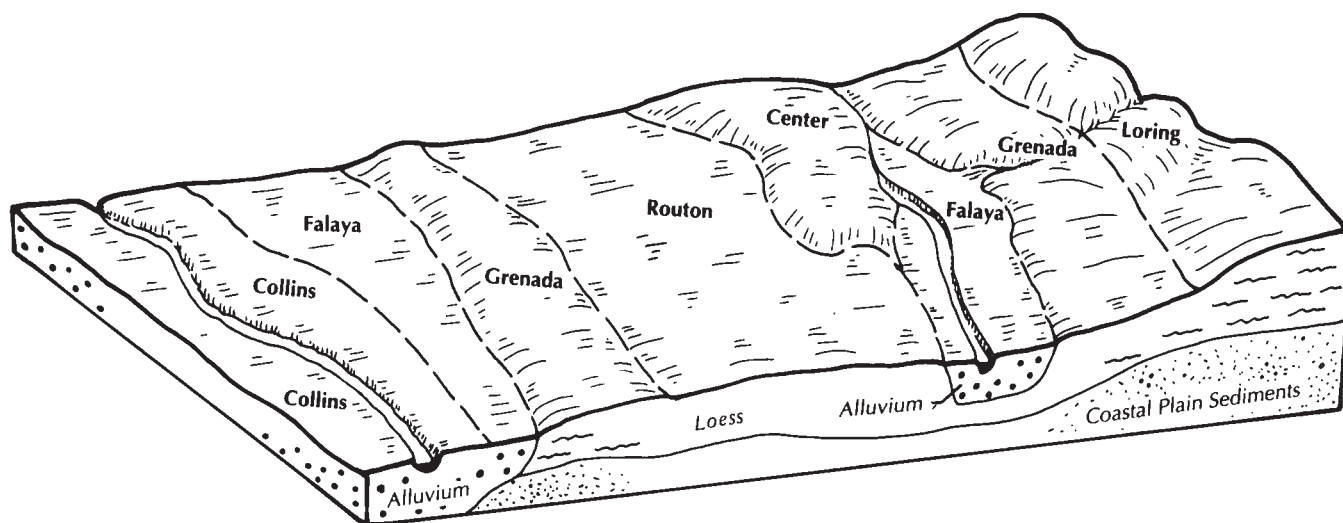 Center
Loring
Grenada
Falaya
Routon
Falaya
Grenada
Collins
Collins
Alluvium
Loess
Coastal Plain Sediments
Alluvium